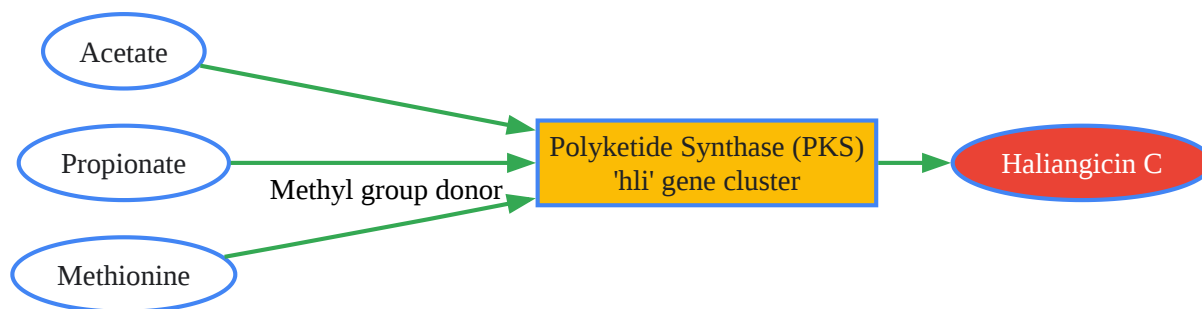 Acetate
Propionate
Methyl group donor
Methionine
Polyketide Synthase (PKS)
'hli' gene cluster
Haliangicin C